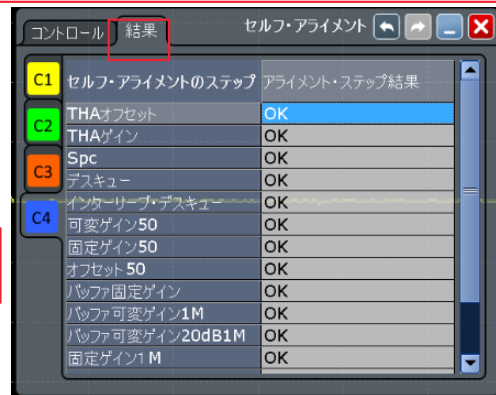 コントロール 結果 セルフ・アライメント X
C1
C2
C3
C4
セルフ・アライメントのステップ アライメント・ステップ結果
THAオフセット OK
THAゲイン OK
Spc OK
デスキュー OK
インターリーブ・デスキュー OK
可変ゲイン50 OK
固定ゲイン50 OK
オフセット50 OK
バッファ固定ゲイン OK
バッファ可変ゲイン1M OK
バッファ可変ゲイン20dB1M OK
固定ゲイン1 M OK